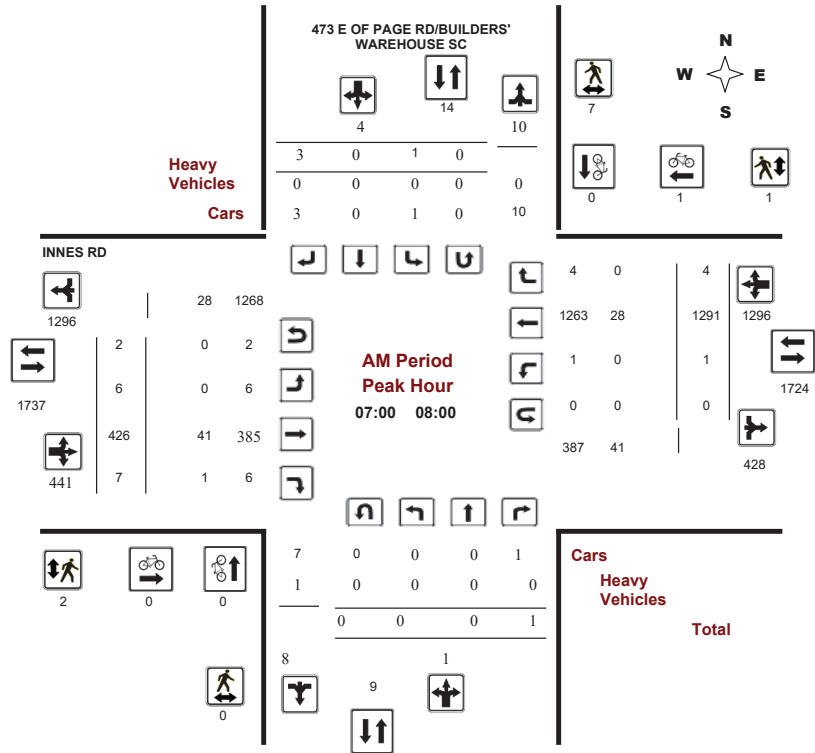 473 E OF PAGE RD/BUILDERS'
WAREHOUSE SC
N
W E
S
4
14
10
7
3 0 1 0
Heavy
Vehicles
0 0 0 0 0
Cars
3 0 1 0 10
0
1
1
INNES RD
1296
28 1268
2 0 2
1737
6 0 6
426 41 385
441
7 1 6
AM Period
Peak Hour
07:00 08:00
4 0 4
1263 28 1291 1296
1 0 1
1724
0 0 0
387 41
428
2
0
0
0
7 0 0 0 1
Cars
1 0 0 0 0
Heavy
Vehicles
0 0 0 1
Total
8
9
1